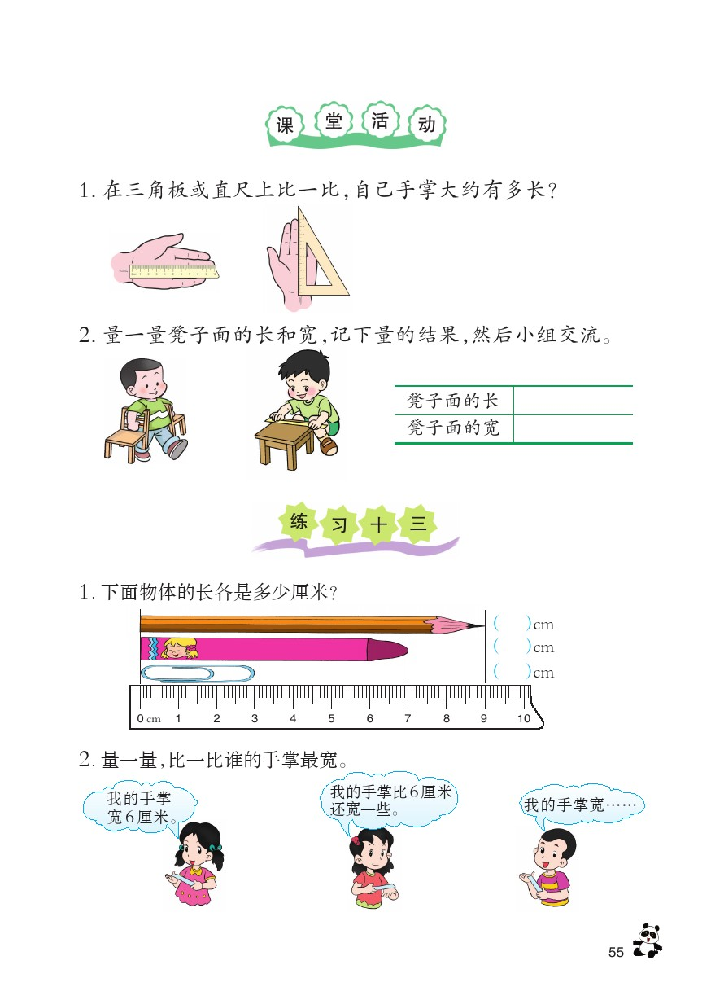 课堂活动
1. 在三角板或直尺上比一比,自己手掌大约有多长?
2. 量一量凳子面的长和宽,记下量的结果,然后小组交流。
凳子面的长
凳子面的宽
练习十三
1. 下面物体的长各是多少厘米?
( )cm
( )cm
( )cm
0 cm 1 2 3 4 5 6 7 8 9 10
2. 量一量,比一比谁的手掌最宽。
我的手掌
宽6厘米。
我的手掌比6厘米
还宽一些。
我的手掌宽……
55